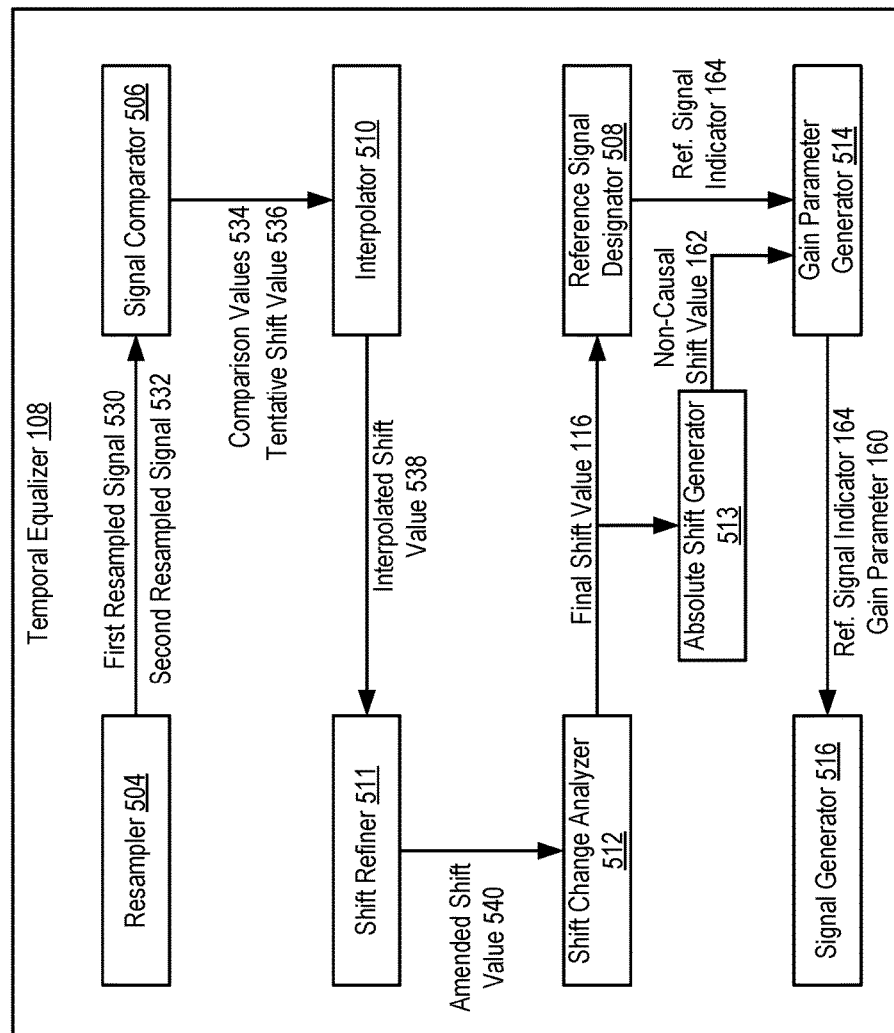 Temporal Equalizer 108
Resampler 504
First Resampled Signal 530
Second Resampled Signal 532
Signal Comparator 506
Comparison Values 534
Tentative Shift Value 536
Interpolator 510
Interpolated Shift
Value 538
Shift Refiner 511
Amended Shift
Value 540
Shift Change Analyzer
512
Final Shift Value 116
Reference Signal
Designator 508
Absolute Shift Generator
513
Non-Causal
Shift Value 162
Ref. Signal
Indicator 164
Gain Parameter
Generator 514
Ref. Signal Indicator 164
Gain Parameter 160
Signal Generator 516